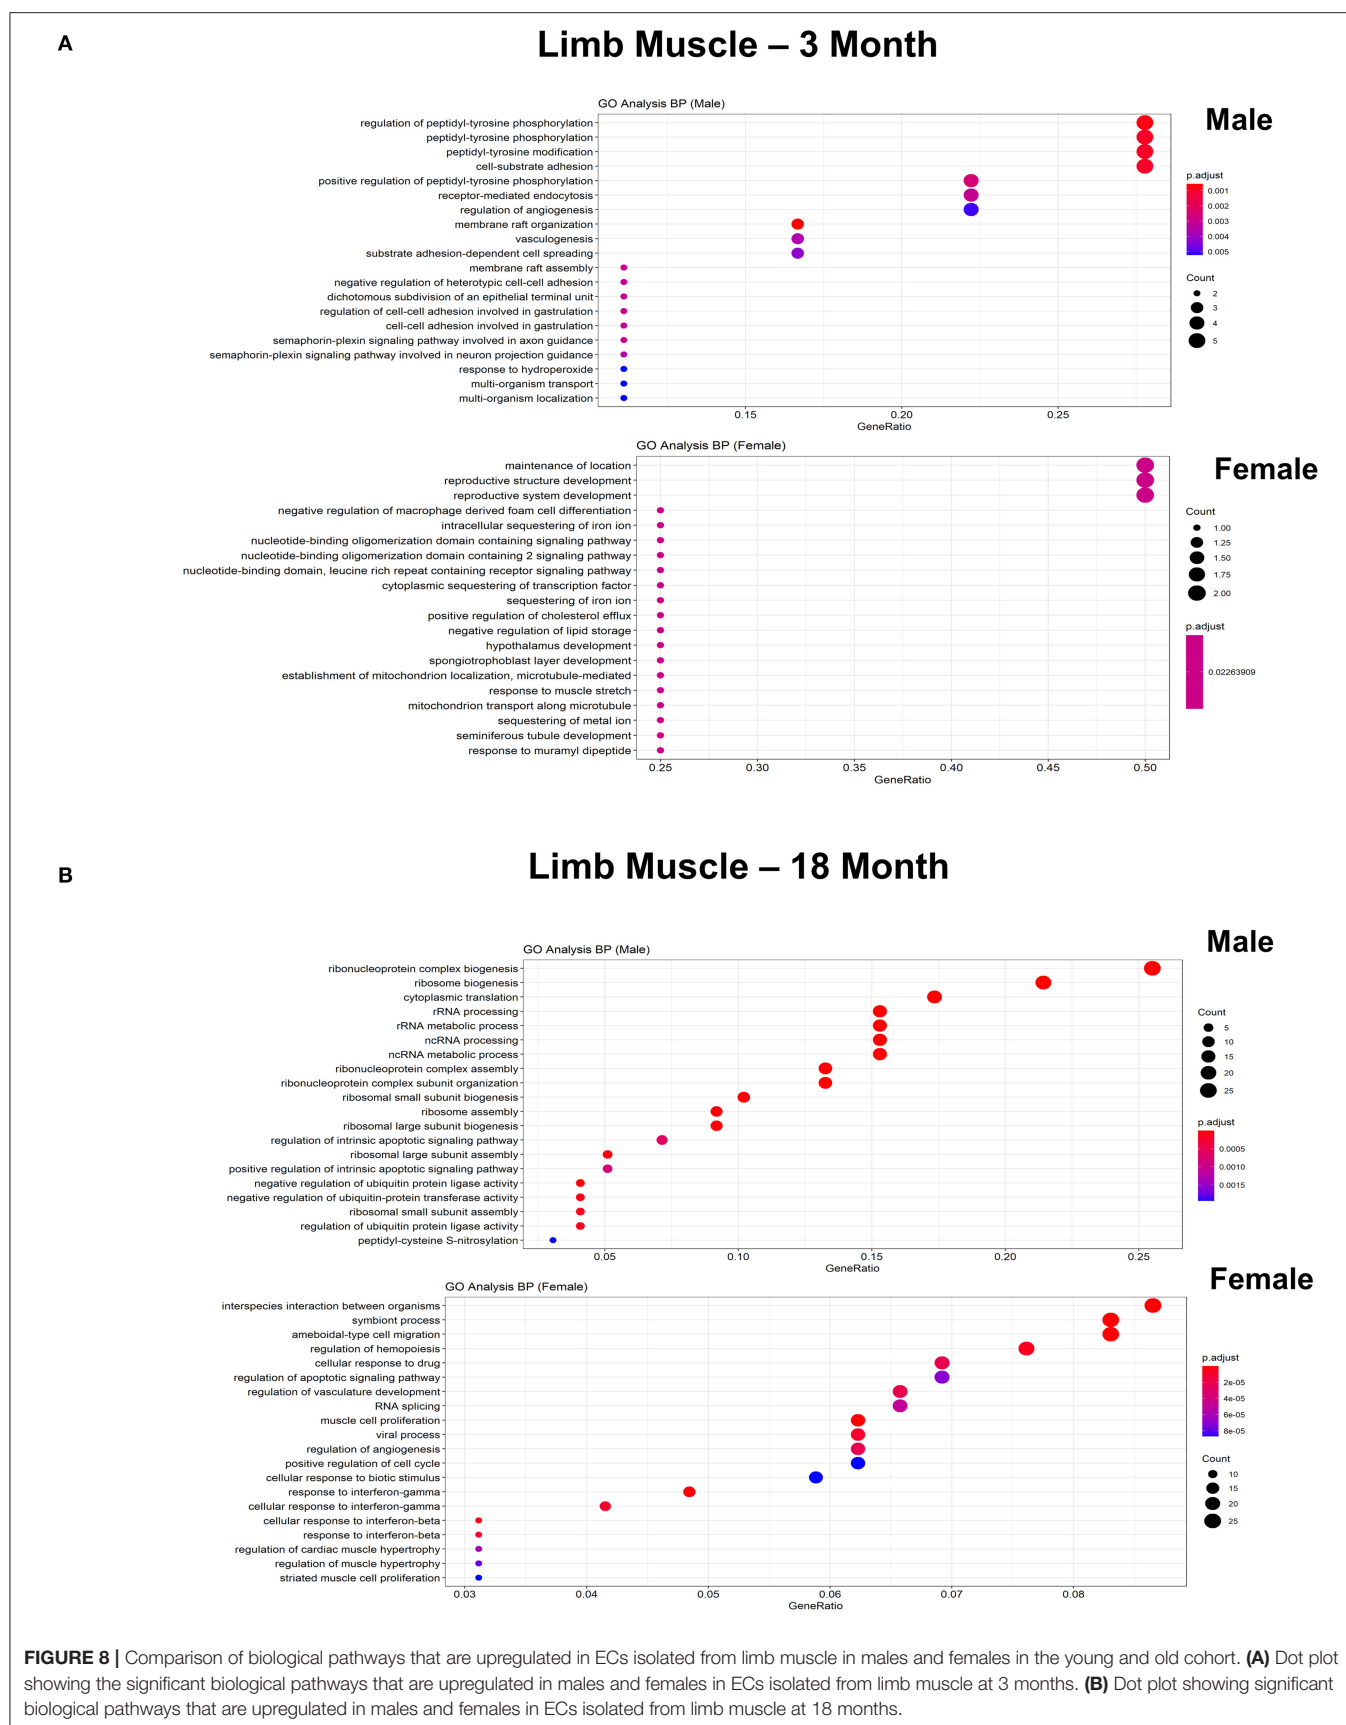 A
Limb Muscle – 3 Month
GO Analysis BP (Male)
Male
regulation of peptidyl-tyrosine phosphorylation
peptidyl-tyrosine phosphorylation
peptidyl-tyrosine modification
cell-substrate adhesion
positive regulation of peptidyl-tyrosine phosphorylation
receptor-mediated endocytosis
regulation of angiogenesis
membrane raft organization
vasculogenesis
substrate adhesion-dependent cell spreading
membrane raft assembly
negative regulation of heterotypic cell-cell adhesion
dichotomous subdivision of an epithelial terminal unit
regulation of cell-cell adhesion involved in gastrulation
cell-cell adhesion involved in gastrulation
semaphorin-plexin signaling pathway involved in axon guidance
semaphorin-plexin signaling pathway involved in neuron projection guidance
response to hydroperoxide
multi-organism transport
multi-organism localization
0.15 0.20 0.25
GeneRatio
p.adjust
0.001
0.002
0.003
0.004
0.005
Count
2
3
4
5
GO Analysis BP (Female)
Female
maintenance of location
reproductive structure development
reproductive system development
negative regulation of macrophage derived foam cell differentiation
intracellular sequestering of iron ion
nucleotide-binding oligomerization domain containing signaling pathway
nucleotide-binding oligomerization domain containing 2 signaling pathway
nucleotide-binding domain, leucine rich repeat containing receptor signaling pathway
cytoplasmic sequestering of transcription factor
sequestering of iron ion
positive regulation of cholesterol efflux
negative regulation of lipid storage
hypothalamus development
spongiotrophoblast layer development
establishment of mitochondrion localization, microtubule-mediated
response to muscle stretch
mitochondrion transport along microtubule
sequestering of metal ion
seminiferous tubule development
response to muramyl dipeptide
0.25 0.30 0.35 0.40 0.45 0.50
GeneRatio
Count
1.00
1.25
1.50
1.75
2.00
p.adjust
0.02263909
B
Limb Muscle – 18 Month
GO Analysis BP (Male)
Male
ribonucleoprotein complex biogenesis
ribosome biogenesis
cytoplasmic translation
rRNA processing
rRNA metabolic process
ncRNA processing
ncRNA metabolic process
ribonucleoprotein complex assembly
ribonucleoprotein complex subunit organization
ribosomal small subunit biogenesis
ribosome assembly
ribosomal large subunit biogenesis
regulation of intrinsic apoptotic signaling pathway
ribosomal large subunit assembly
positive regulation of intrinsic apoptotic signaling pathway
negative regulation of ubiquitin protein ligase activity
negative regulation of ubiquitin-protein transferase activity
ribosomal small subunit assembly
regulation of ubiquitin protein ligase activity
peptidyl-cysteine S-nitrosylation
0.05 0.10 0.15 0.20 0.25
GeneRatio
Count
5
10
15
20
25
p.adjust
0.0005
0.0010
0.0015
GO Analysis BP (Female)
Female
interspecies interaction between organisms
symbiont process
ameboidal-type cell migration
regulation of hemopoiesis
cellular response to drug
regulation of apoptotic signaling pathway
regulation of vasculature development
RNA splicing
muscle cell proliferation
viral process
regulation of angiogenesis
positive regulation of cell cycle
cellular response to biotic stimulus
response to interferon-gamma
cellular response to interferon-gamma
cellular response to interferon-beta
response to interferon-beta
regulation of cardiac muscle hypertrophy
regulation of muscle hypertrophy
striated muscle cell proliferation
0.03 0.04 0.05 0.06 0.07 0.08
GeneRatio
p.adjust
2e-05
4e-05
6e-05
8e-05
Count
10
15
20
25
FIGURE 8 | Comparison of biological pathways that are upregulated in ECs isolated from limb muscle in males and females in the young and old cohort. (A) Dot plot
showing the significant biological pathways that are upregulated in males and females in ECs isolated from limb muscle at 3 months. (B) Dot plot showing significant
biological pathways that are upregulated in males and females in ECs isolated from limb muscle at 18 months.